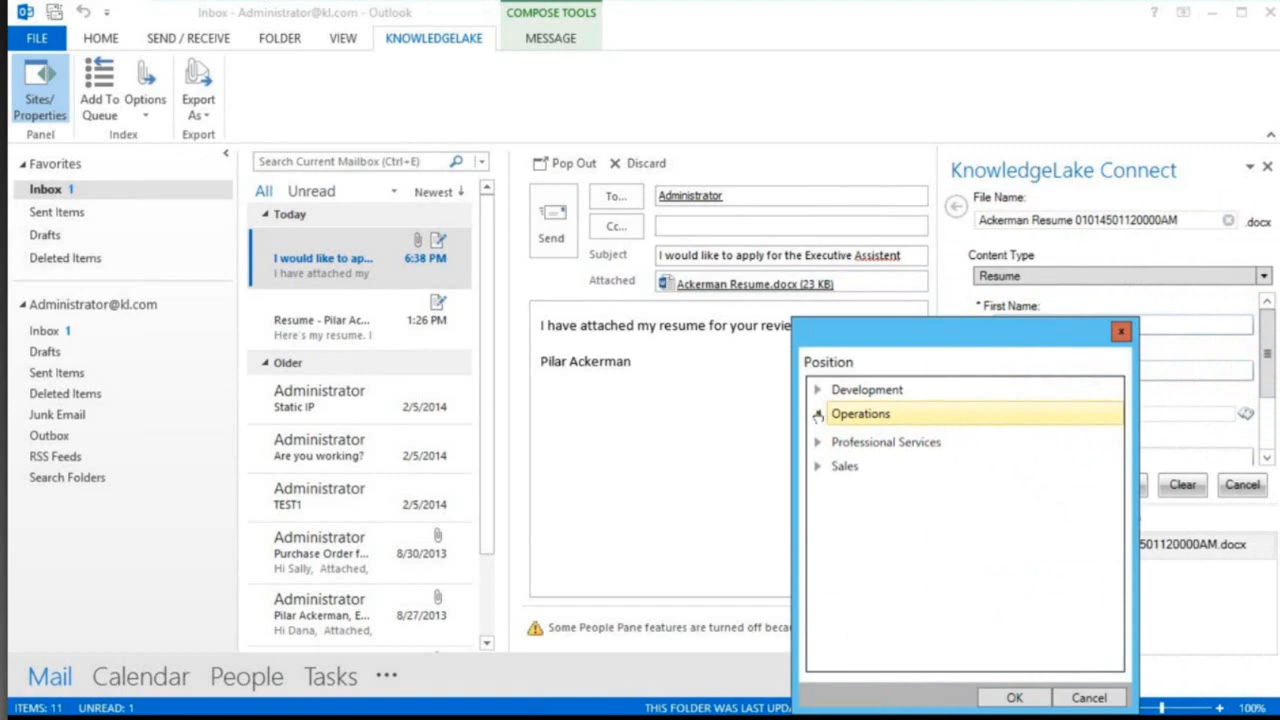 Inbox - Administrator@kl.com - Outlook
COMPOSE TOOLS
?
FILE
HOME
SEND / RECEIVE
FOLDER
VIEW
KNOWLEDGELAKE
MESSAGE
Sites/
Properties
Add To
Queue
Options
Export
As
Panel
Index
Export
Favorites
Inbox 1
Sent Items
Drafts
Deleted Items
Administrator@kl.com
Inbox 1
Drafts
Sent Items
Deleted Items
Junk Email
Outbox
RSS Feeds
Search Folders
Search Current Mailbox (Ctrl+E)
All Unread
Newest
Today
I would like to ap... 6:38 PM
I have attached my
Resume - Pilar Ac... 1:26 PM
Here's my resume. I
Older
Administrator
Static IP 2/5/2014
Administrator
Are you working? 2/5/2014
Administrator
TEST1 2/5/2014
Administrator
Purchase Order f... 8/30/2013
Hi Sally, Attached,
Administrator
Pilar Ackerman, E... 8/27/2013
Hi Dana, Attached,
Pop Out Discard
Send
To... Administrator
Cc...
Subject I would like to apply for the Executive Assistent
Attached Ackerman Resume.docx (23 KB)
I have attached my resume for your revie
Pilar Ackerman
Some People Pane features are turned off beca
KnowledgeLake Connect
File Name:
Ackerman Resume 01014501120000AM .docx
Content Type
Resume
* First Name:
Clear Cancel
501120000AM.docx
Position
Development
Operations
Professional Services
Sales
OK Cancel
Mail Calendar People Tasks •••
ITEMS: 11 UNREAD: 1
THIS FOLDER WAS LAST UPDA
100%